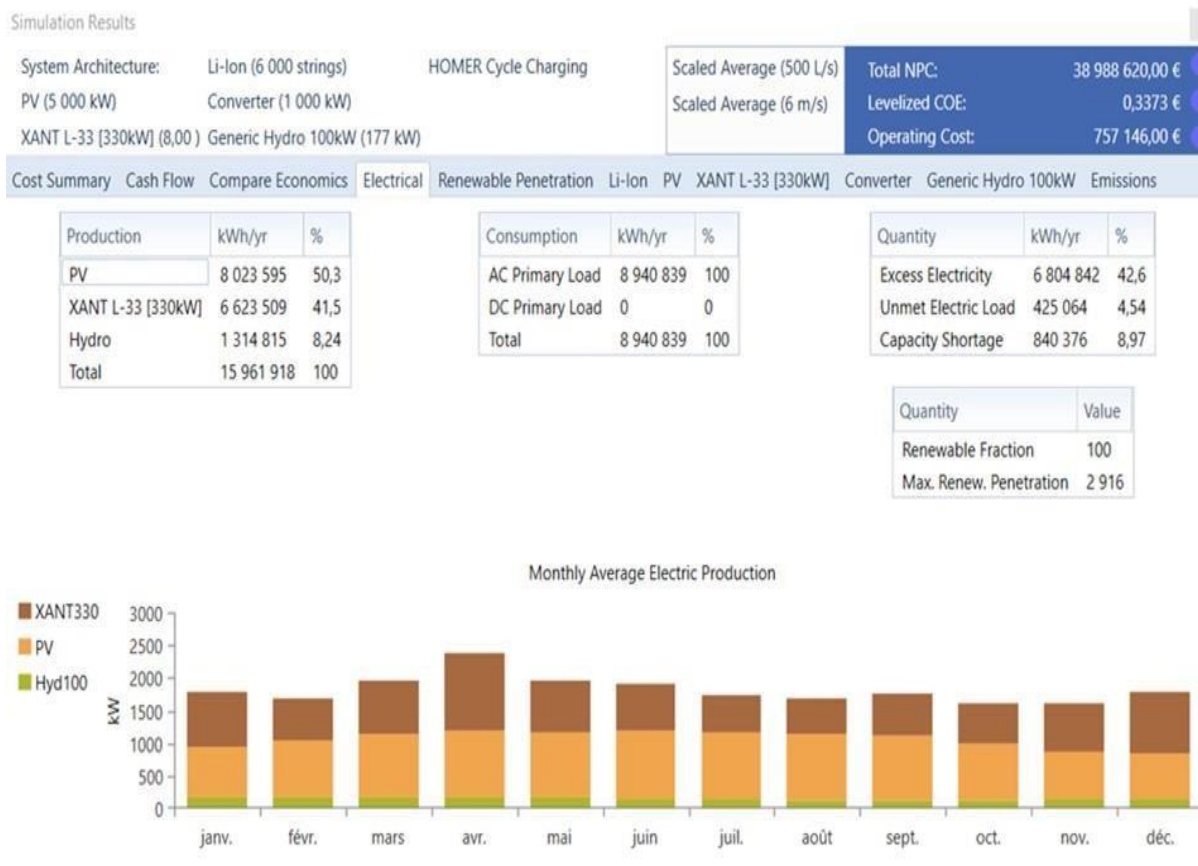 Simulation Results
System Architecture: Li-Ion (6 000 strings) HOMER Cycle Charging
PV (5 000 kW) Converter (1 000 kW)
XANT L-33 [330kW] (8,00 ) Generic Hydro 100kW (177 kW)
Scaled Average (500 L/s)
Scaled Average (6 m/s)
Total NPC: 38 988 620,00 €
Levelized COE: 0,3373 €
Operating Cost: 757 146,00 €
Cost Summary Cash Flow Compare Economics Electrical Renewable Penetration Li-Ion PV XANT L-33 [330kW] Converter Generic Hydro 100kW Emissions
Production kWh/yr %
PV 8 023 595 50,3
XANT L-33 [330kW] 6 623 509 41,5
Hydro 1 314 815 8,24
Total 15 961 918 100
Consumption kWh/yr %
AC Primary Load 8 940 839 100
DC Primary Load 0 0
Total 8 940 839 100
Quantity kWh/yr %
Excess Electricity 6 804 842 42,6
Unmet Electric Load 425 064 4,54
Capacity Shortage 840 376 8,97
Quantity Value
Renewable Fraction 100
Max. Renew. Penetration 2 916
Monthly Average Electric Production
XANT330
PV
Hyd100
kW
3000
2500
2000
1500
1000
500
0
janv. févr. mars avr. mai juin juil. août sept. oct. nov. déc.